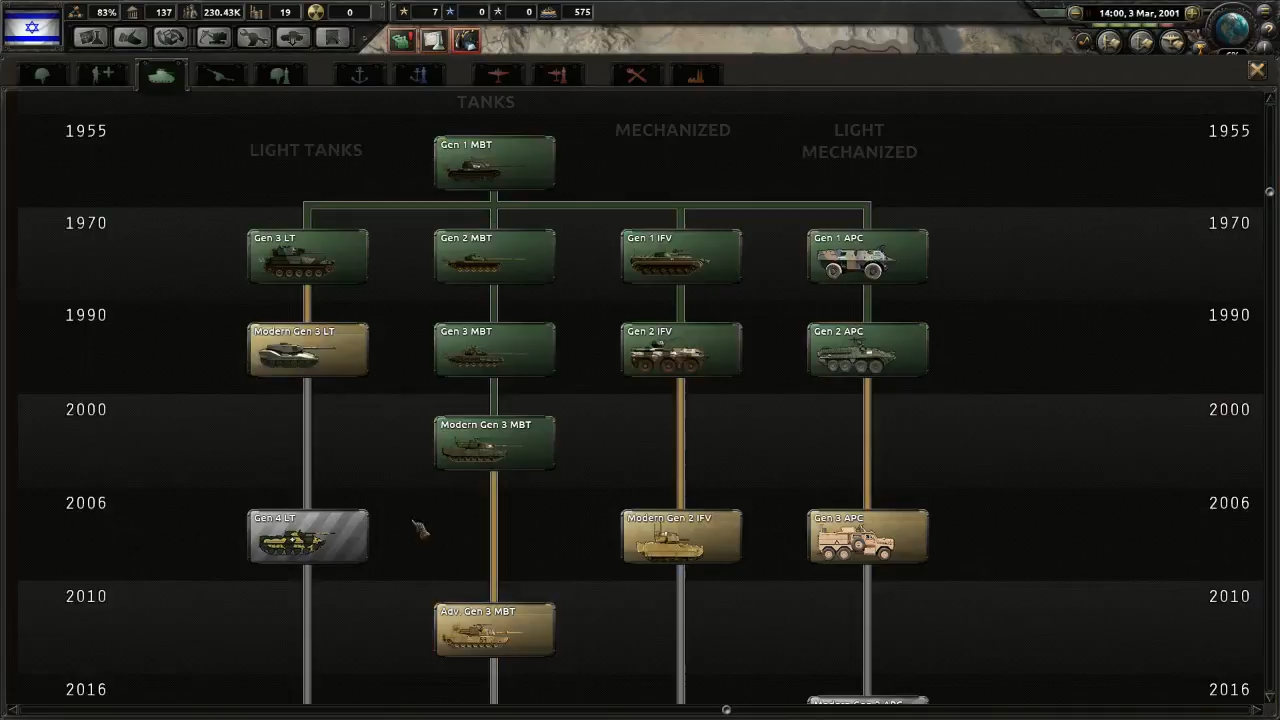 83% 137 230.43K 19 0 7 0 0 575 14:00, 3 Mar, 2001
TANKS
1955 MECHANIZED LIGHT MECHANIZED 1955
LIGHT TANKS Gen 1 MBT
1970 1970
Gen 3 LT Gen 2 MBT Gen 1 IFV Gen 1 APC
1990 1990
Modern Gen 3 LT Gen 3 MBT Gen 2 IFV Gen 2 APC
2000 2000
Modern Gen 3 MBT
2006 2006
Gen 4 LT Modern Gen 2 IFV Gen 3 APC
2010 2010
Adv. Gen 3 MBT
2016 2016